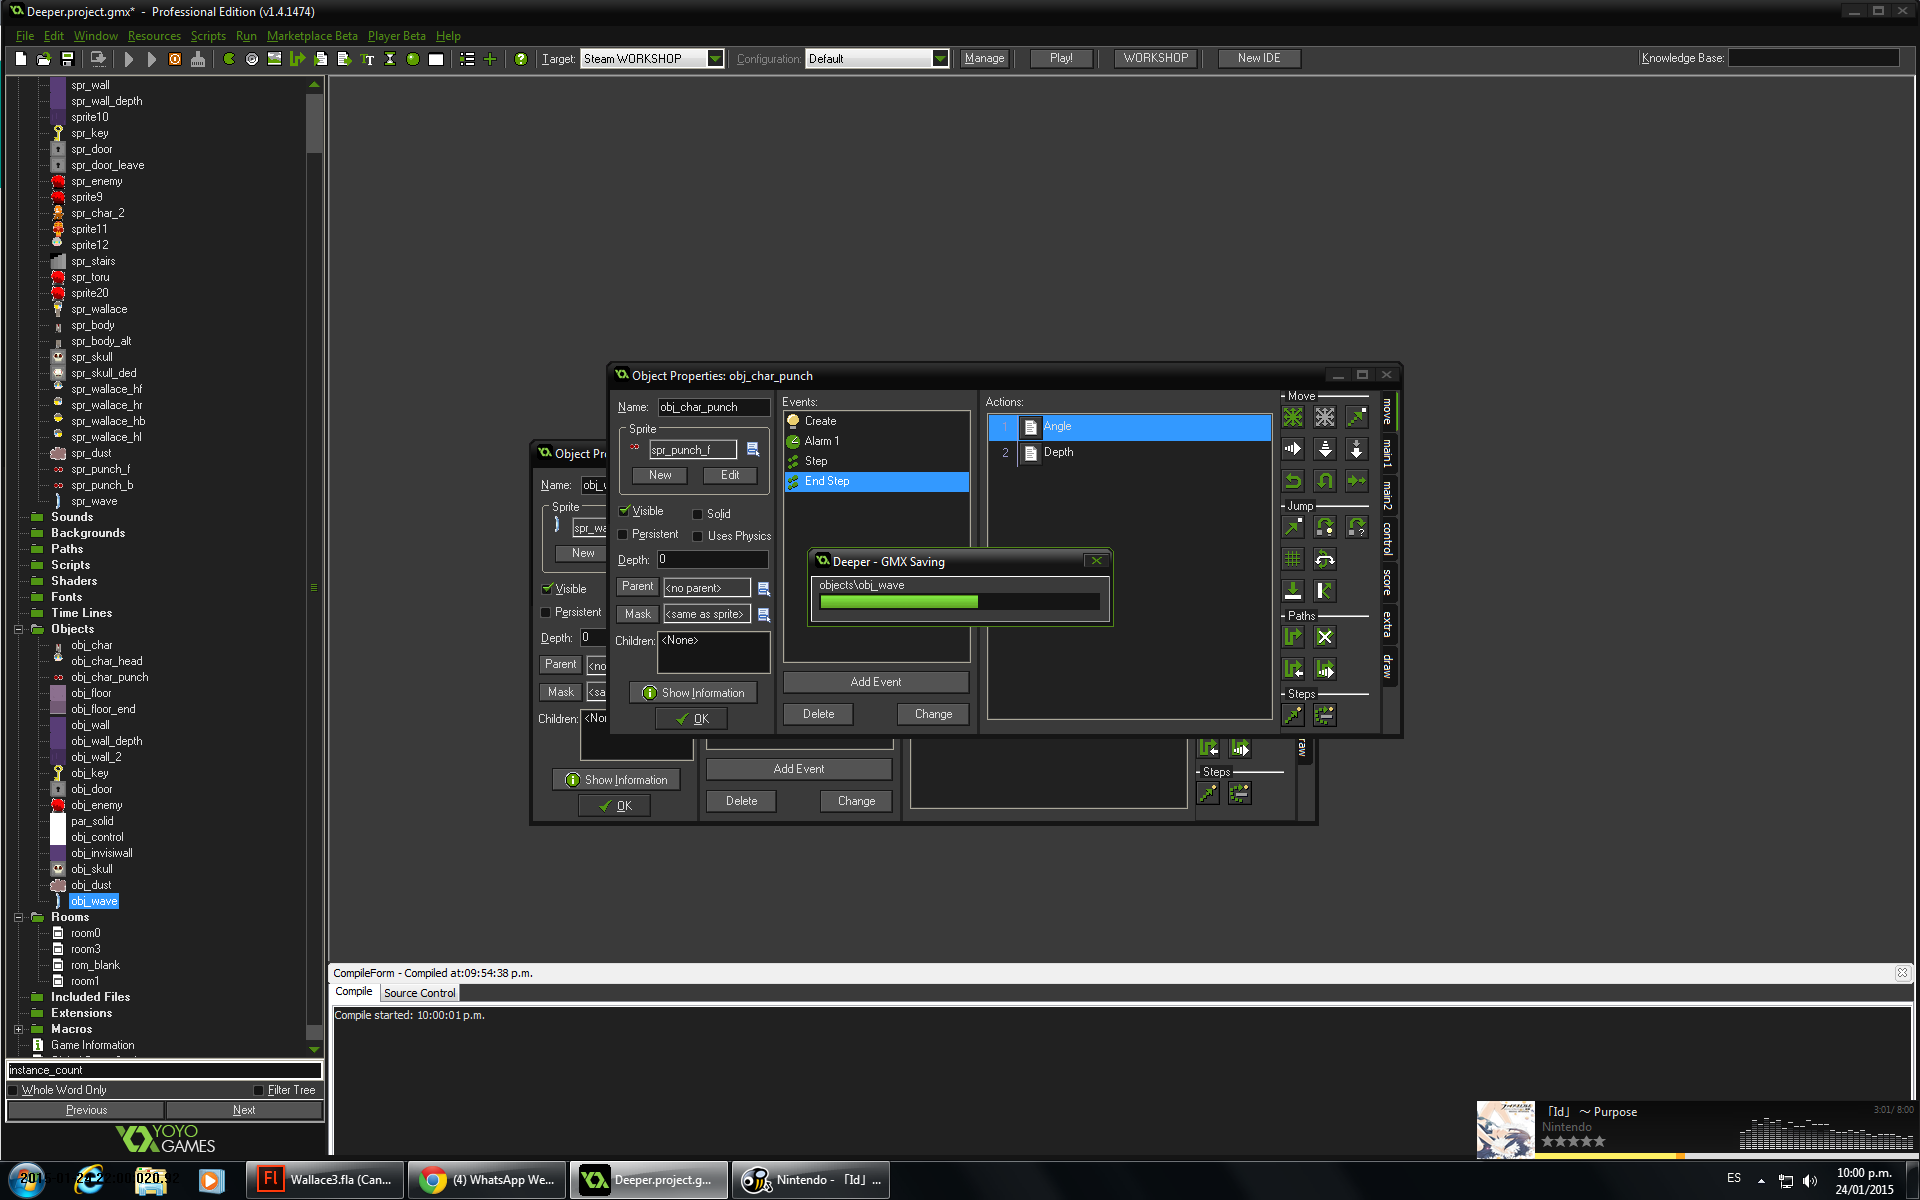 Deeper.project.gmx* - Professional Edition (v1.4.1474)
File Edit Window Resources Scripts Run Marketplace Beta Player Beta Help
Target: Steam WORKSHOP Configuration: Default Manage Play! WORKSHOP New IDE Knowledge Base:
spr_wall
spr_wall_depth
sprite10
spr_key
spr_door
spr_door_leave
spr_enemy
sprite9
spr_char_2
sprite11
sprite12
spr_stairs
spr_toru
sprite20
spr_wallace
spr_body
spr_body_alt
spr_skull
spr_skull_ded
spr_wallace_hf
spr_wallace_hr
spr_wallace_hb
spr_wallace_hl
spr_dust
spr_punch_f
spr_punch_b
spr_wave
Sounds
Backgrounds
Paths
Scripts
Shaders
Fonts
Time Lines
Objects
obj_char
obj_char_head
obj_char_punch
obj_floor
obj_floor_end
obj_wall
obj_wall_depth
obj_wall_2
obj_key
obj_door
obj_enemy
par_solid
obj_control
obj_invisiwall
obj_skull
obj_dust
obj_wave
Rooms
room0
room3
rom_blank
room1
Included Files
Extensions
Macros
Game Information
instance_count
Whole Word Only Filter Tree
Previous Next
YOYO GAMES
Object Properties: obj_char_punch
Name: obj_char_punch
Sprite
spr_punch_f
New Edit
Visible Solid
Persistent Uses Physics
Depth: 0
Parent <no parent>
Mask <same as sprite>
Children: <None>
Show Information
OK
Events:
Create
Alarm 1
Step
End Step
Add Event
Delete Change
Actions:
1 Angle
2 Depth
Move
Jump
Paths
Steps
move
main1
main2
control
score
extra
draw
Deeper - GMX Saving
objects\obj_wave
Object Pr
Name: obj_w
Sprite
spr_wa
New
Visible
Persistent
Depth: 0
Parent <no
Mask <sa
Children: <Nor
Show Information
OK
Add Event
Delete Change
Steps
raw
CompileForm - Compiled at:09:54:38 p.m.
Compile Source Control
Compile started: 10:00:01 p.m.
「Id」 ～ Purpose
Nintendo
3:01/ 8:00
Wallace3.fla (Can...
(4) WhatsApp We...
Deeper.project.g...
Nintendo - 「Id」...
ES
10:00 p.m.
24/01/2015